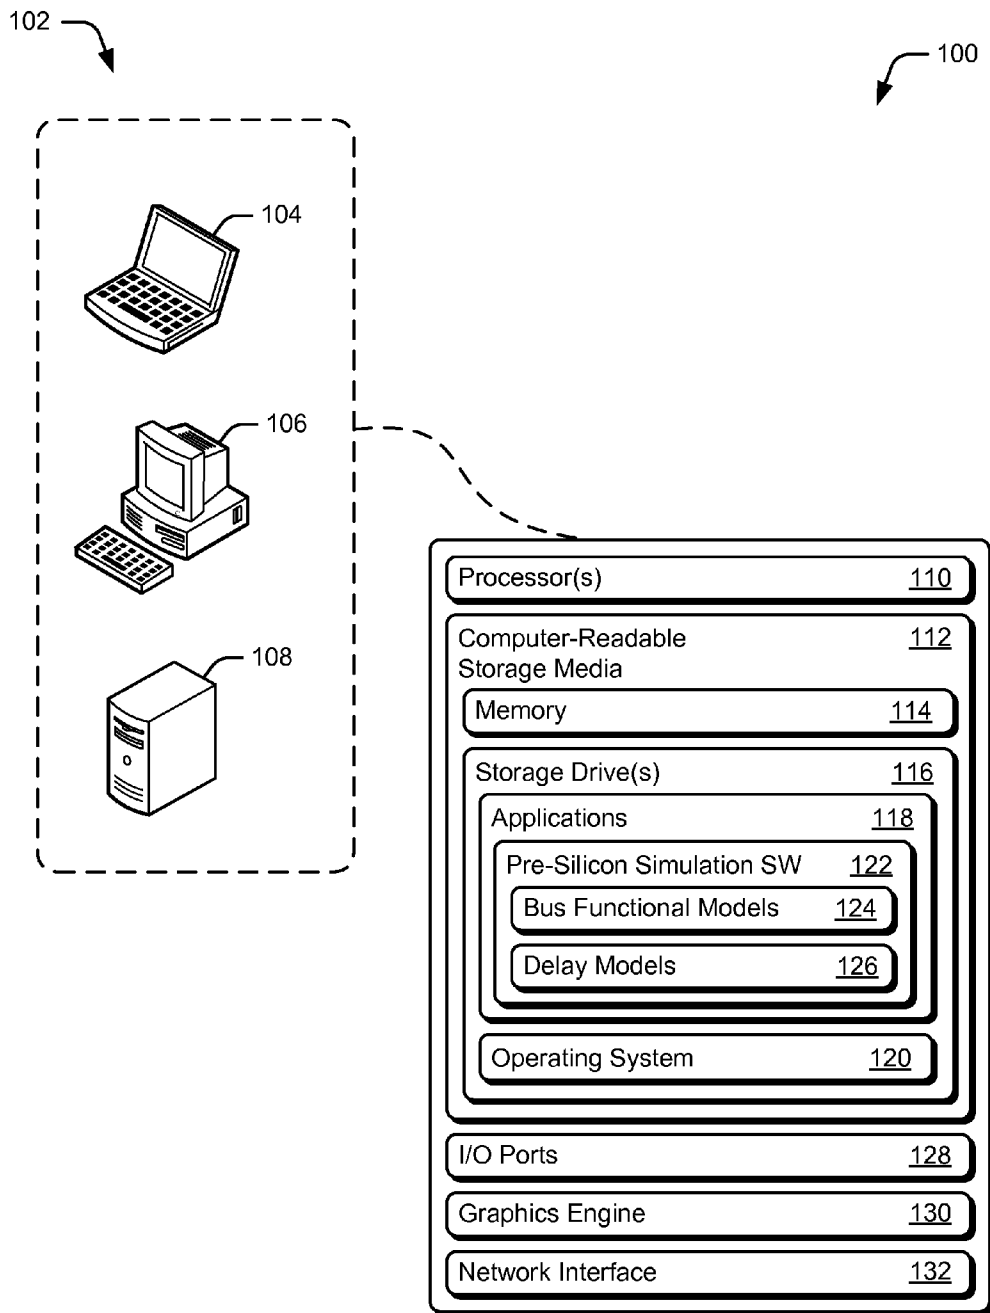 102
100
104
106
108
Processor(s) 110
Computer-Readable 112
Storage Media
Memory 114
Storage Drive(s) 116
Applications 118
Pre-Silicon Simulation SW 122
Bus Functional Models 124
Delay Models 126
Operating System 120
I/O Ports 128
Graphics Engine 130
Network Interface 132